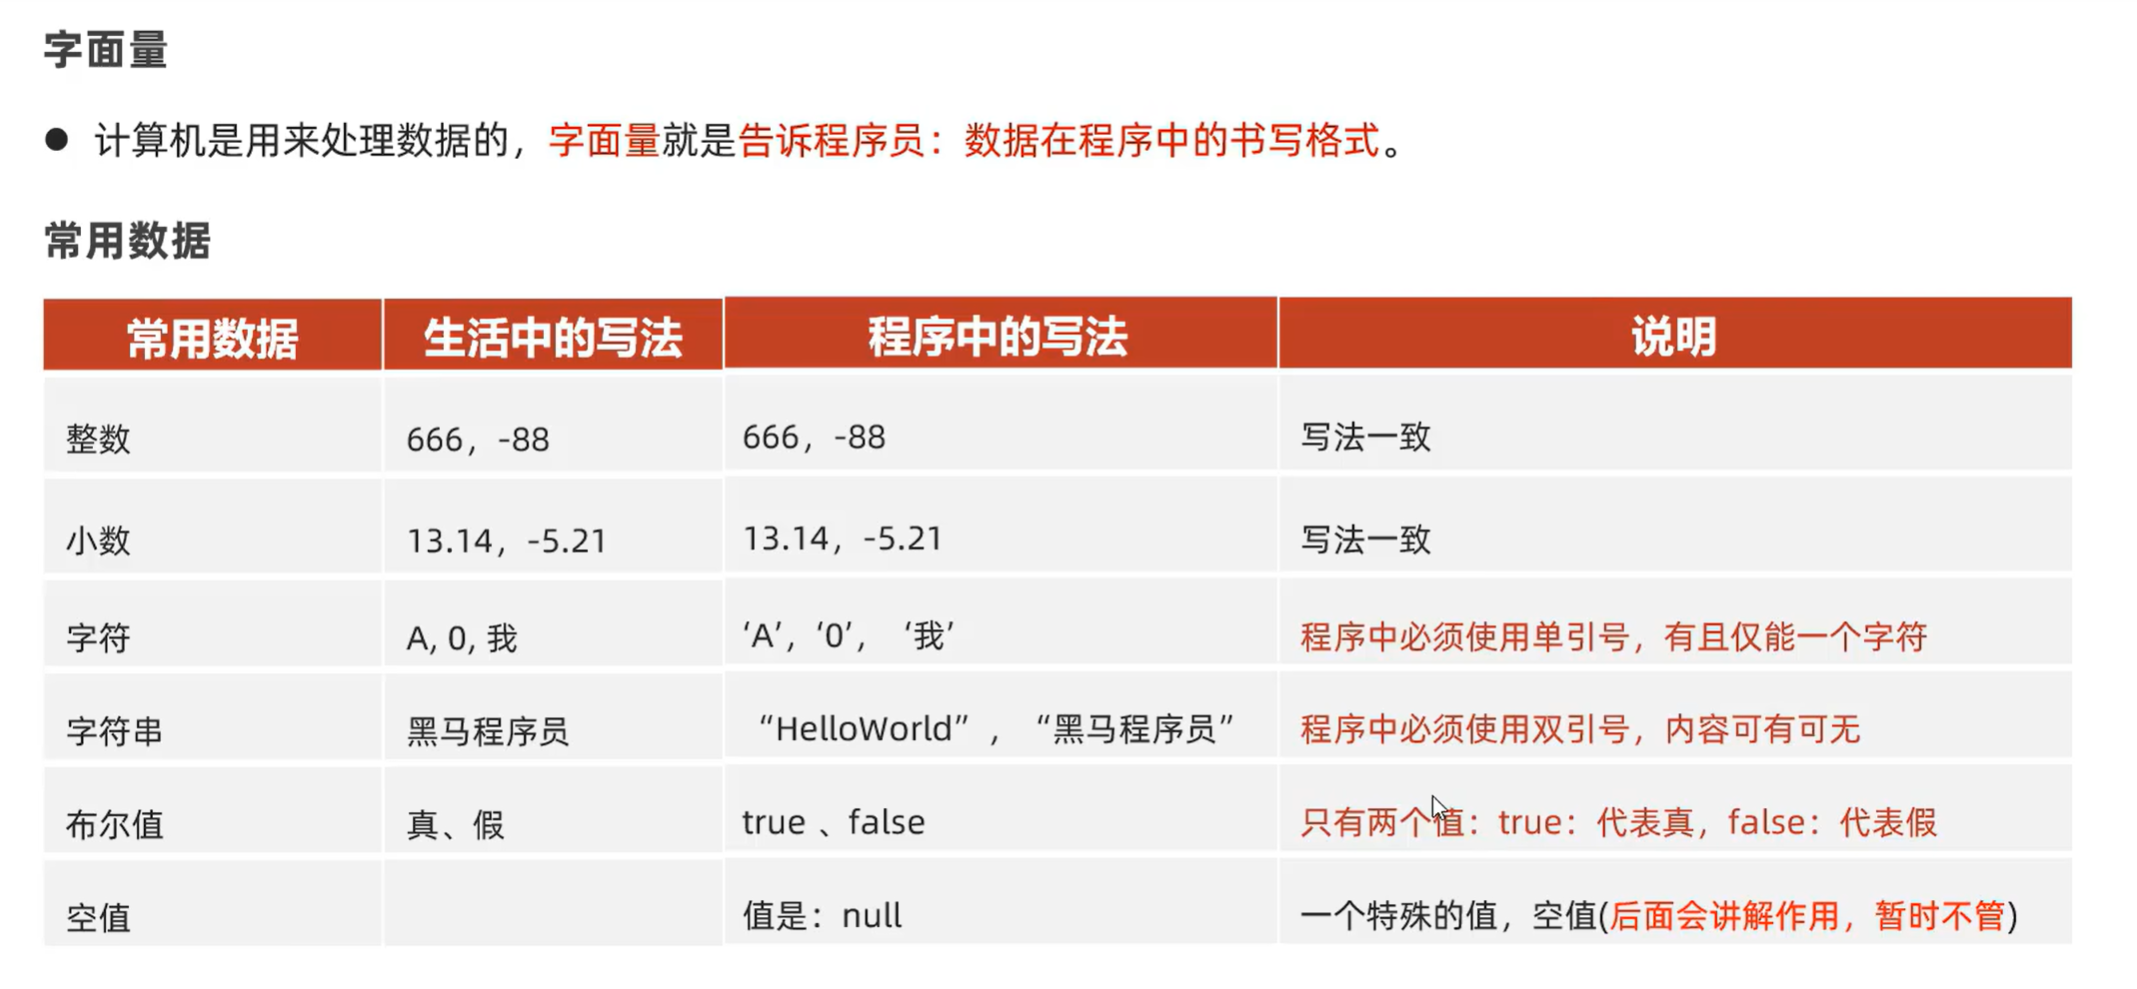 字面量
● 计算机是用来处理数据的，字面量就是告诉程序员：数据在程序中的书写格式。
常用数据
常用数据 生活中的写法 程序中的写法 说明
整数 666，-88 666，-88 写法一致
小数 13.14，-5.21 13.14，-5.21 写法一致
字符 A, 0, 我 ‘A’，‘0’， ‘我’ 程序中必须使用单引号，有且仅能一个字符
字符串 黑马程序员 “HelloWorld” ， “黑马程序员” 程序中必须使用双引号，内容可有可无
布尔值 真、假 true 、false 只有两个值：true：代表真，false：代表假
空值 值是：null 一个特殊的值，空值(后面会讲解作用，暂时不管)